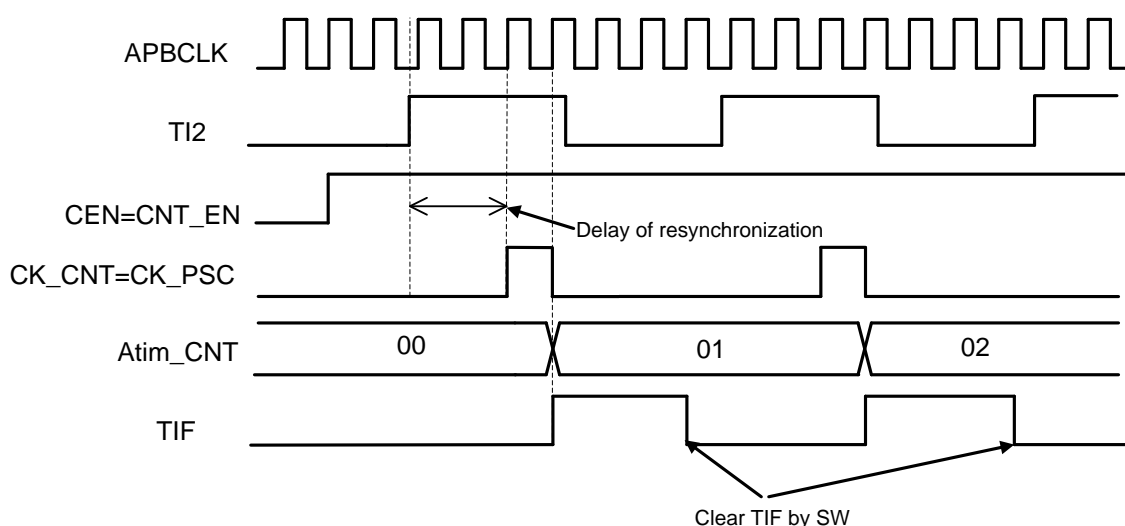 APBCLK
TI2
CEN=CNT_EN
Delay of resynchronization
CK_CNT=CK_PSC
Atim_CNT
00
01
02
TIF
Clear TIF by SW